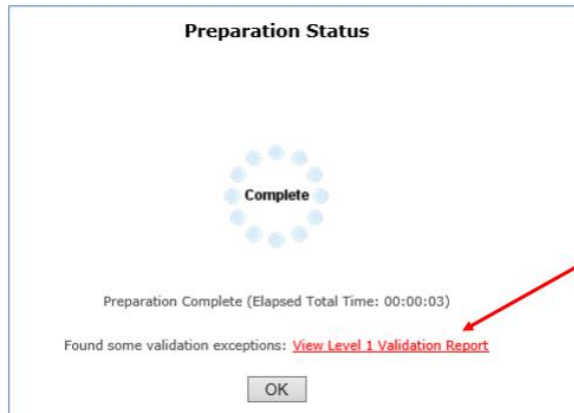 Preparation Status
Complete
Preparation Complete (Elapsed Total Time: 00:00:03)
Found some validation exceptions: View Level 1 Validation Report
OK